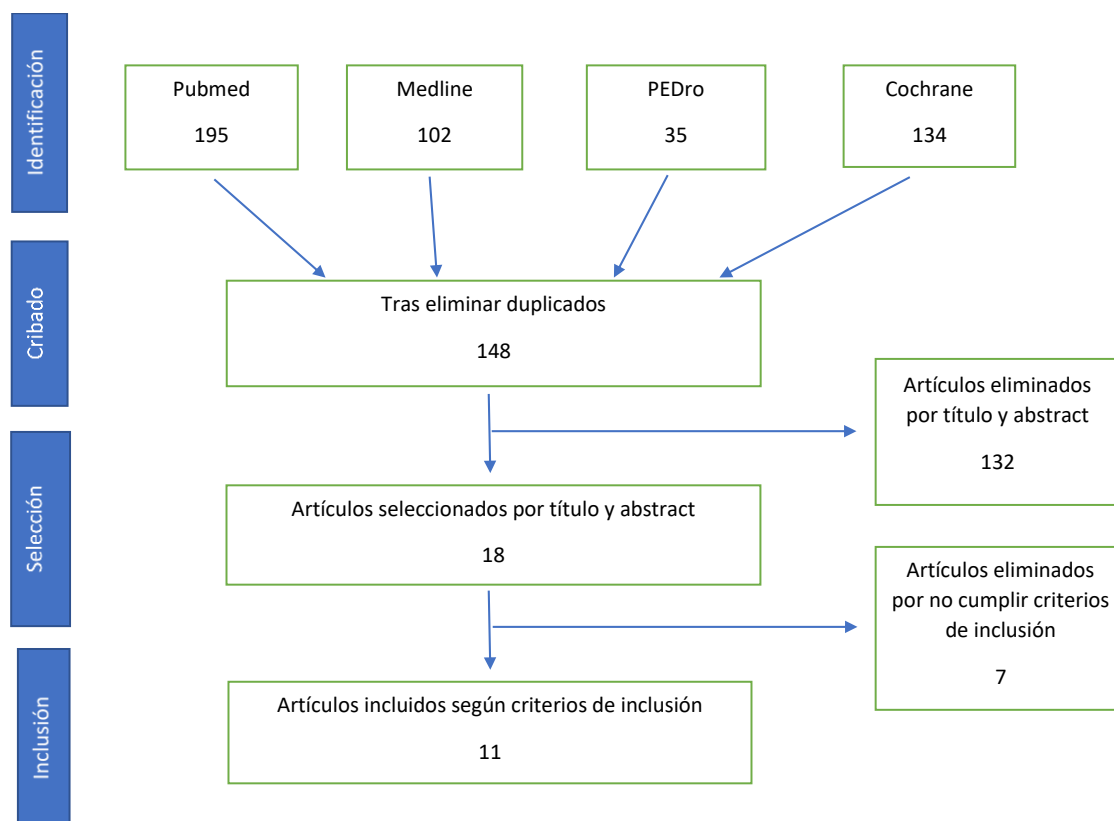 Identificación
Pubmed
195
Medline
102
PEDro
35
Cochrane
134
Cribado
Tras eliminar duplicados
148
Artículos eliminados
por título y abstract
132
Selección
Artículos seleccionados por título y abstract
18
Artículos eliminados
por no cumplir criterios
de inclusión
7
Inclusión
Artículos incluidos según criterios de inclusión
11